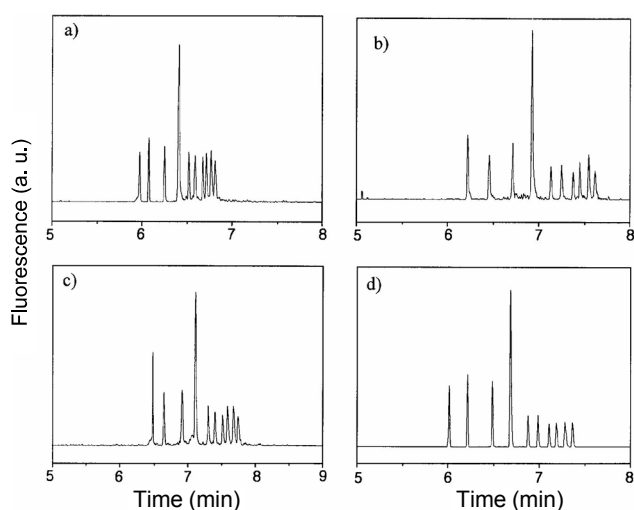 a)
b)
5 6 7 8
5 6 7 8
Fluorescence (a. u.)
c)
d)
5 6 7 8 9
5 6 7 8
Time (min)
Time (min)